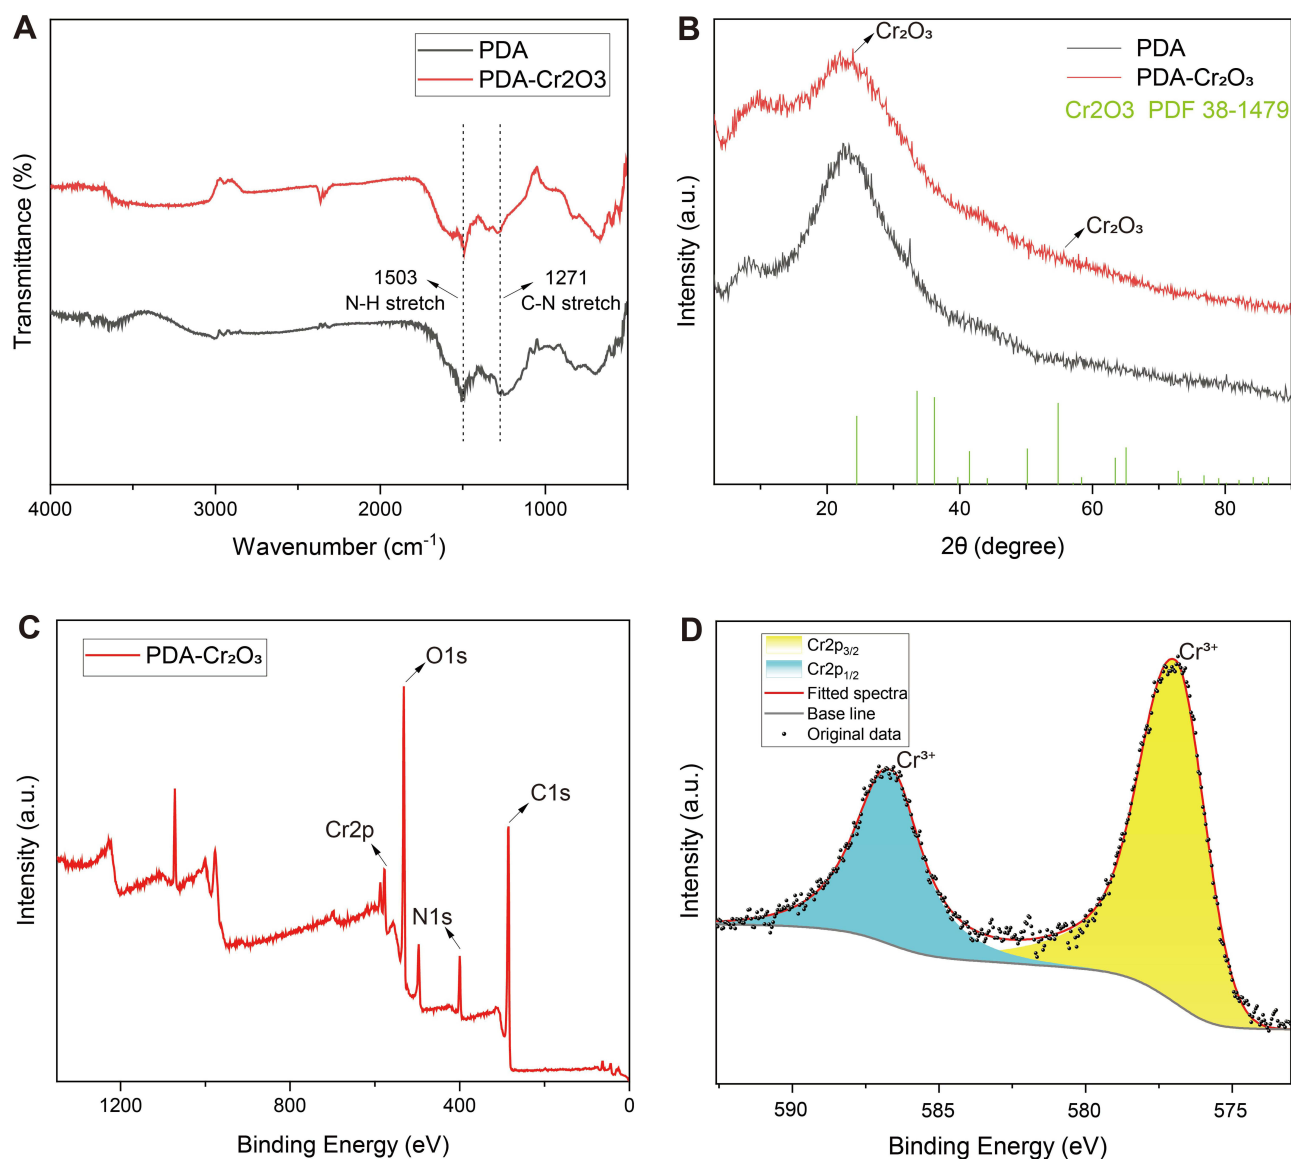 A
PDA
PDA-Cr2O3
1503
N-H stretch
1271
C-N stretch
Transmittance (%)
4000
3000
2000
1000
Wavenumber (cm⁻¹)
B
Cr₂O₃
PDA
PDA-Cr₂O₃
Cr2O3 PDF 38-1479
Cr₂O₃
Intensity (a.u.)
20
40
60
80
2θ (degree)
C
PDA-Cr₂O₃
O1s
C1s
Cr2p
N1s
Intensity (a.u.)
1200
800
400
0
Binding Energy (eV)
D
Cr2p₃/₂
Cr2p₁/₂
Fitted spectra
Base line
Original data
Cr³⁺
Cr³⁺
Intensity (a.u.)
590
585
580
575
Binding Energy (eV)